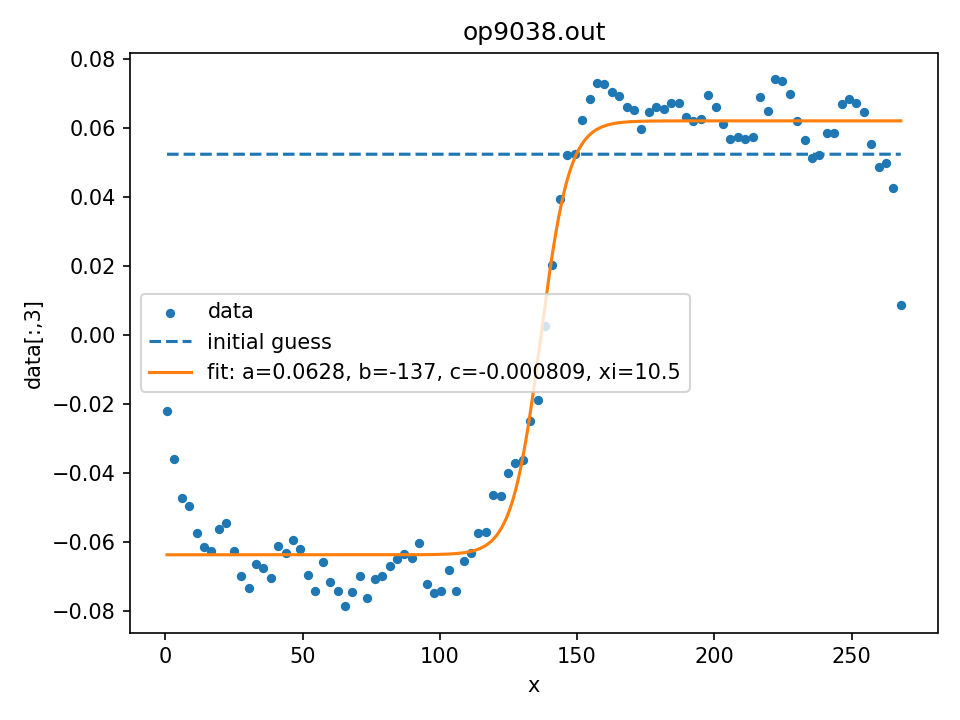 op9038.out
0.08
0.06
0.04
0.02
0.00
−0.02
−0.04
−0.06
−0.08
data[:,3]
data
initial guess
fit: a=0.0628, b=-137, c=-0.000809, xi=10.5
0 50 100 150 200 250
x